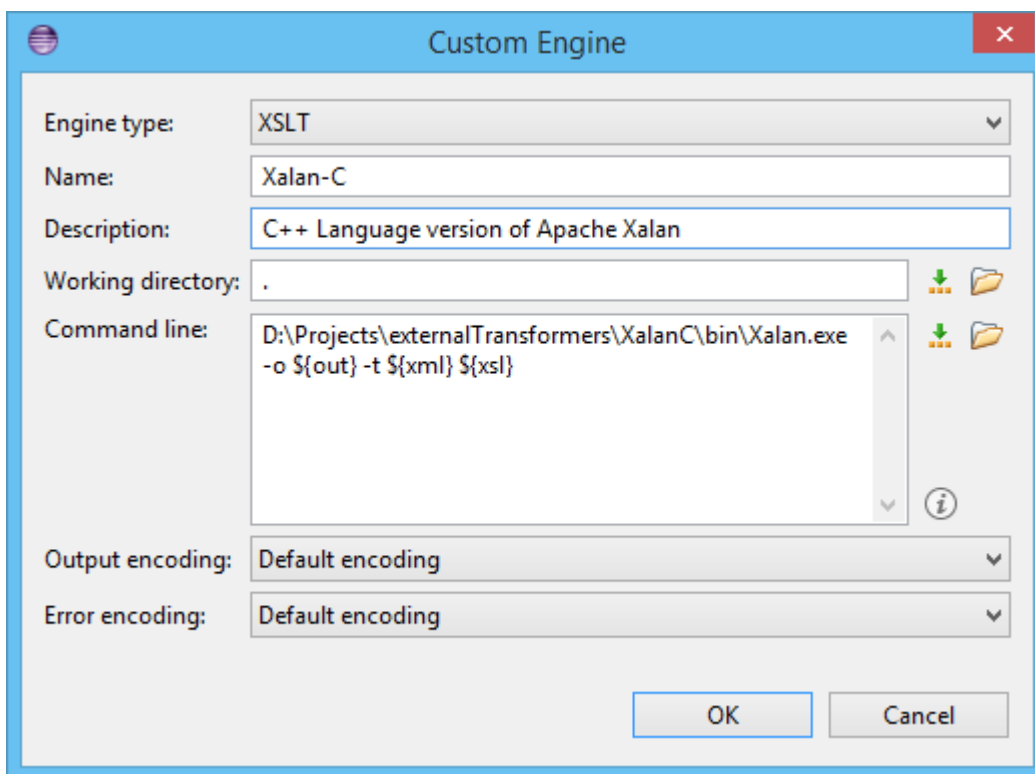 Custom Engine
Engine type: XSLT
Name: Xalan-C
Description: C++ Language version of Apache Xalan
Working directory: .
Command line: D:\Projects\externalTransformers\XalanC\bin\Xalan.exe
-o ${out} -t ${xml} ${xsl}
Output encoding: Default encoding
Error encoding: Default encoding
OK Cancel